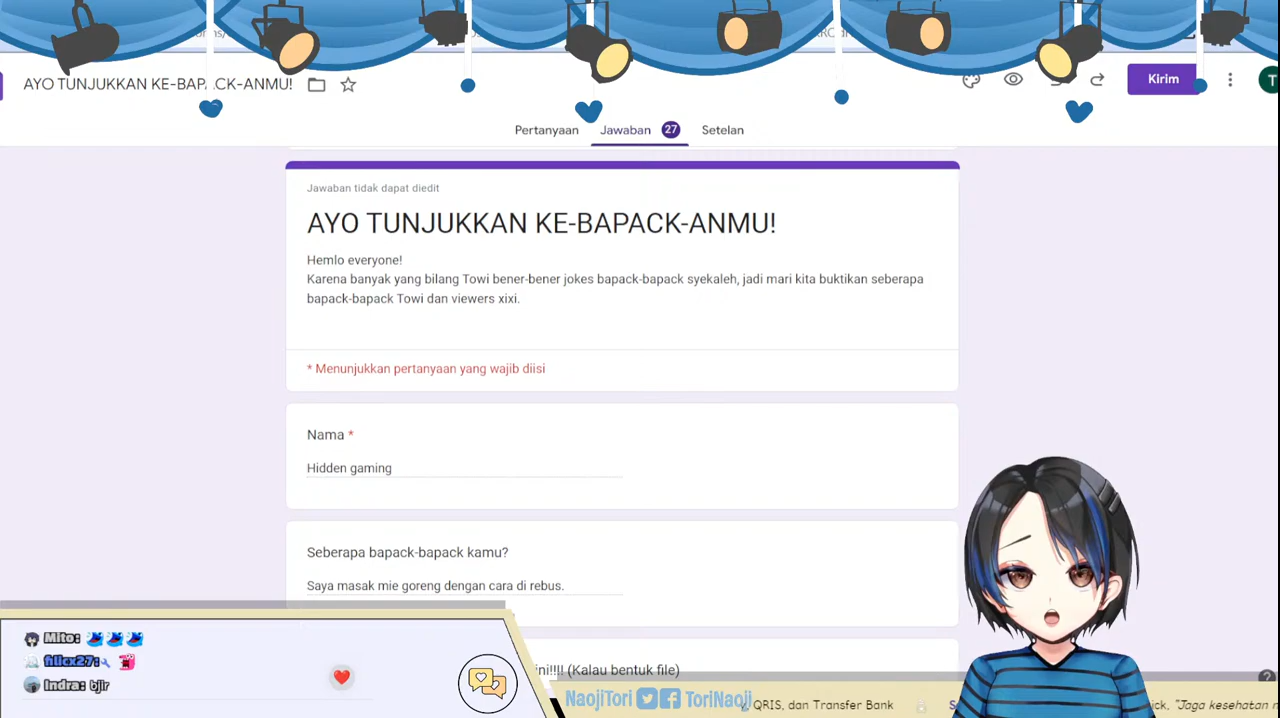 AYO TUNJUKKAN KE-BAPACK-ANMU!
Kirim
T
Pertanyaan Jawaban 27 Setelan
Jawaban tidak dapat diedit
AYO TUNJUKKAN KE-BAPACK-ANMU!
Hemlo everyone!
Karena banyak yang bilang Towi bener-bener jokes bapack-bapack syekaleh, jadi mari kita buktikan seberapa
bapack-bapack Towi dan viewers xixi.
* Menunjukkan pertanyaan yang wajib diisi
Nama *
Hidden gaming
Seberapa bapack-bapack kamu?
Saya masak mie goreng dengan cara di rebus.
ini!!!! (Kalau bentuk file)
Mito:
filicx27:
Indra: bjir
NaojiTori ToriNaoji
QRIS, dan Transfer Bank
"Jaga kesehatan